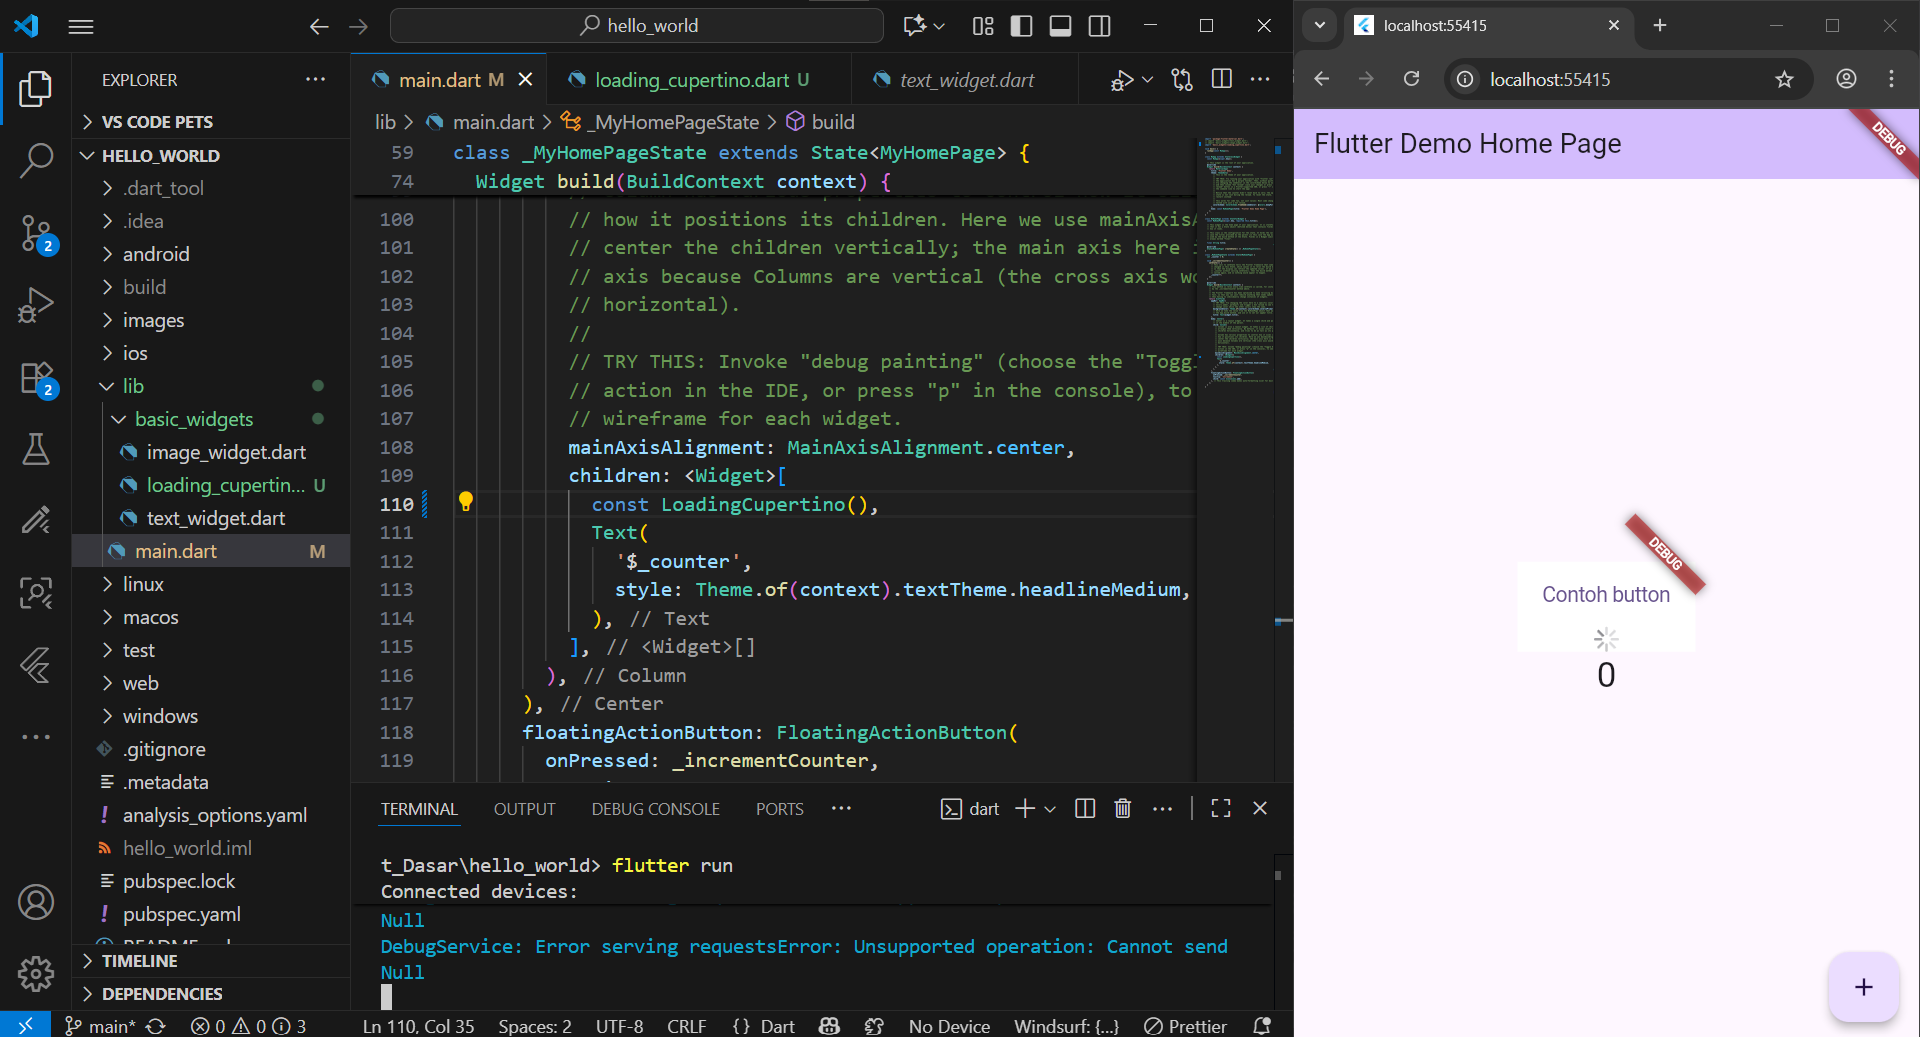 hello_world
EXPLORER
VS CODE PETS
HELLO_WORLD
.dart_tool
.idea
android
build
images
ios
lib
basic_widgets
image_widget.dart
loading_cupertin... U
text_widget.dart
main.dart M
linux
macos
test
web
windows
.gitignore
.metadata
analysis_options.yaml
hello_world.iml
pubspec.lock
pubspec.yaml
TIMELINE
DEPENDENCIES
2
2
main.dart M
loading_cupertino.dart U
text_widget.dart
lib > main.dart > _MyHomePageState > build
59 class _MyHomePageState extends State<MyHomePage> {
74 Widget build(BuildContext context) {
100 // how it positions its children. Here we use mainAxisA
101 // center the children vertically; the main axis here i
102 // axis because Columns are vertical (the cross axis wo
103 // horizontal).
104 //
105 // TRY THIS: Invoke "debug painting" (choose the "Toggl
106 // action in the IDE, or press "p" in the console), to
107 // wireframe for each widget.
108 mainAxisAlignment: MainAxisAlignment.center,
109 children: <Widget>[
110 const LoadingCupertino(),
111 Text(
112 '$_counter',
113 style: Theme.of(context).textTheme.headlineMedium,
114 ), // Text
115 ], // <Widget>[]
116 ), // Column
117 ), // Center
118 floatingActionButton: FloatingActionButton(
119 onPressed: _incrementCounter,
TERMINAL OUTPUT DEBUG CONSOLE PORTS
dart
t_Dasar\hello_world> flutter run
Connected devices:
Null
DebugService: Error serving requestsError: Unsupported operation: Cannot send
Null
main* 0 0 3
Ln 110, Col 35
Spaces: 2
UTF-8
CRLF
{ } Dart
No Device
Windsurf: {...}
Prettier
localhost:55415
localhost:55415
Flutter Demo Home Page
DEBUG
DEBUG
Contoh button
0
+